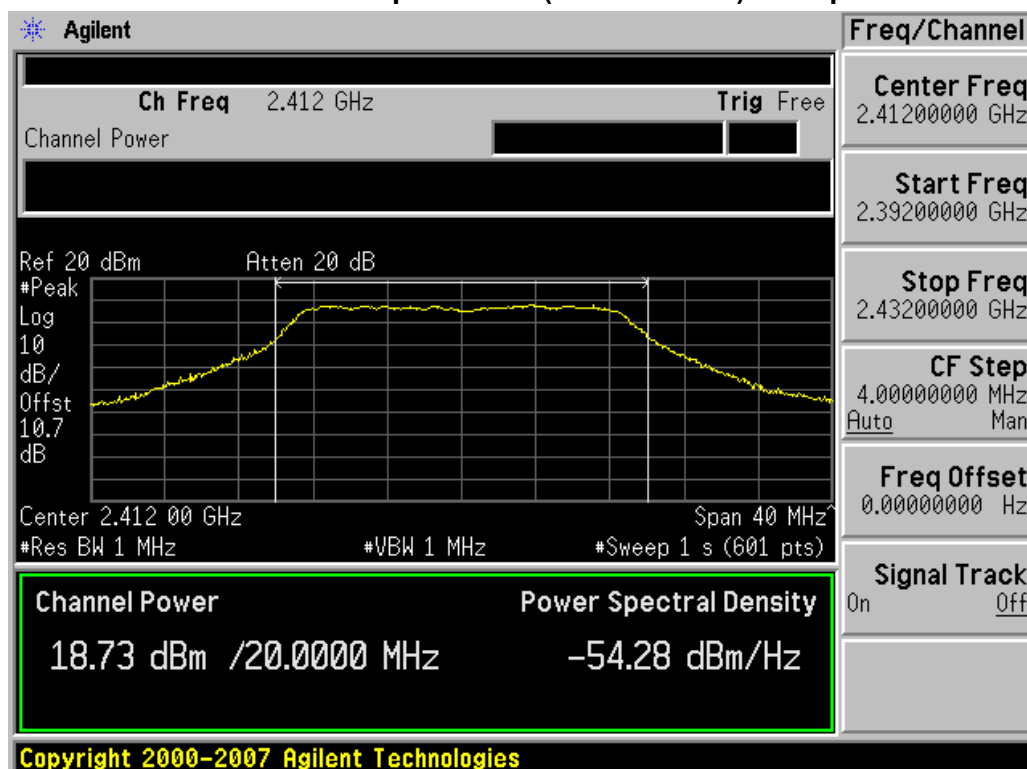 Agilent
Freq/Channel
Ch Freq 2.412 GHz Trig Free
Channel Power
Center Freq
2.41200000 GHz
Start Freq
2.39200000 GHz
Stop Freq
2.43200000 GHz
CF Step
4.00000000 MHz
Auto Man
Freq Offset
0.00000000 Hz
Signal Track
On Off
Ref 20 dBm Atten 20 dB
#Peak
Log
10
dB/
Offst
10.7
dB
Center 2.412 00 GHz Span 40 MHz^
#Res BW 1 MHz #VBW 1 MHz #Sweep 1 s (601 pts)
Channel Power Power Spectral Density
18.73 dBm /20.0000 MHz -54.28 dBm/Hz
Copyright 2000-2007 Agilent Technologies